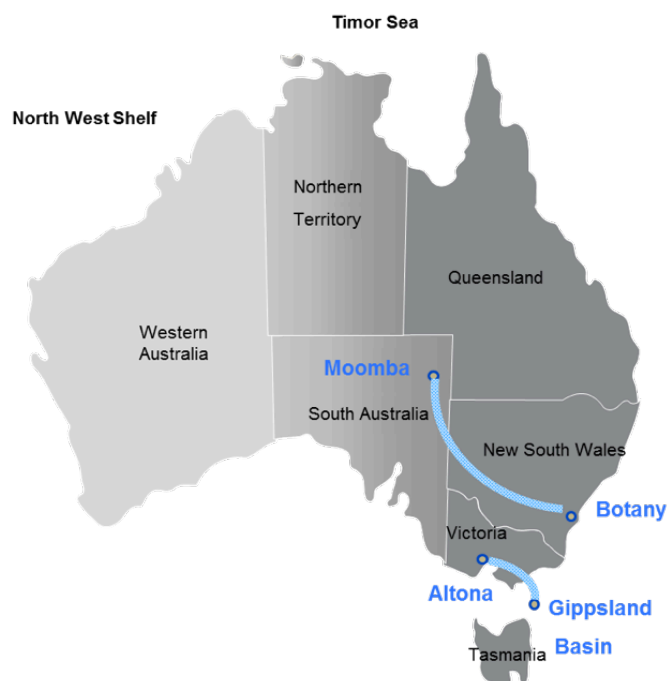 Timor Sea
North West Shelf
Northern
Territory
Queensland
Western
Australia
Moomba
South Australia
New South Wales
Botany
Victoria
Altona
Gippsland
Basin
Tasmania